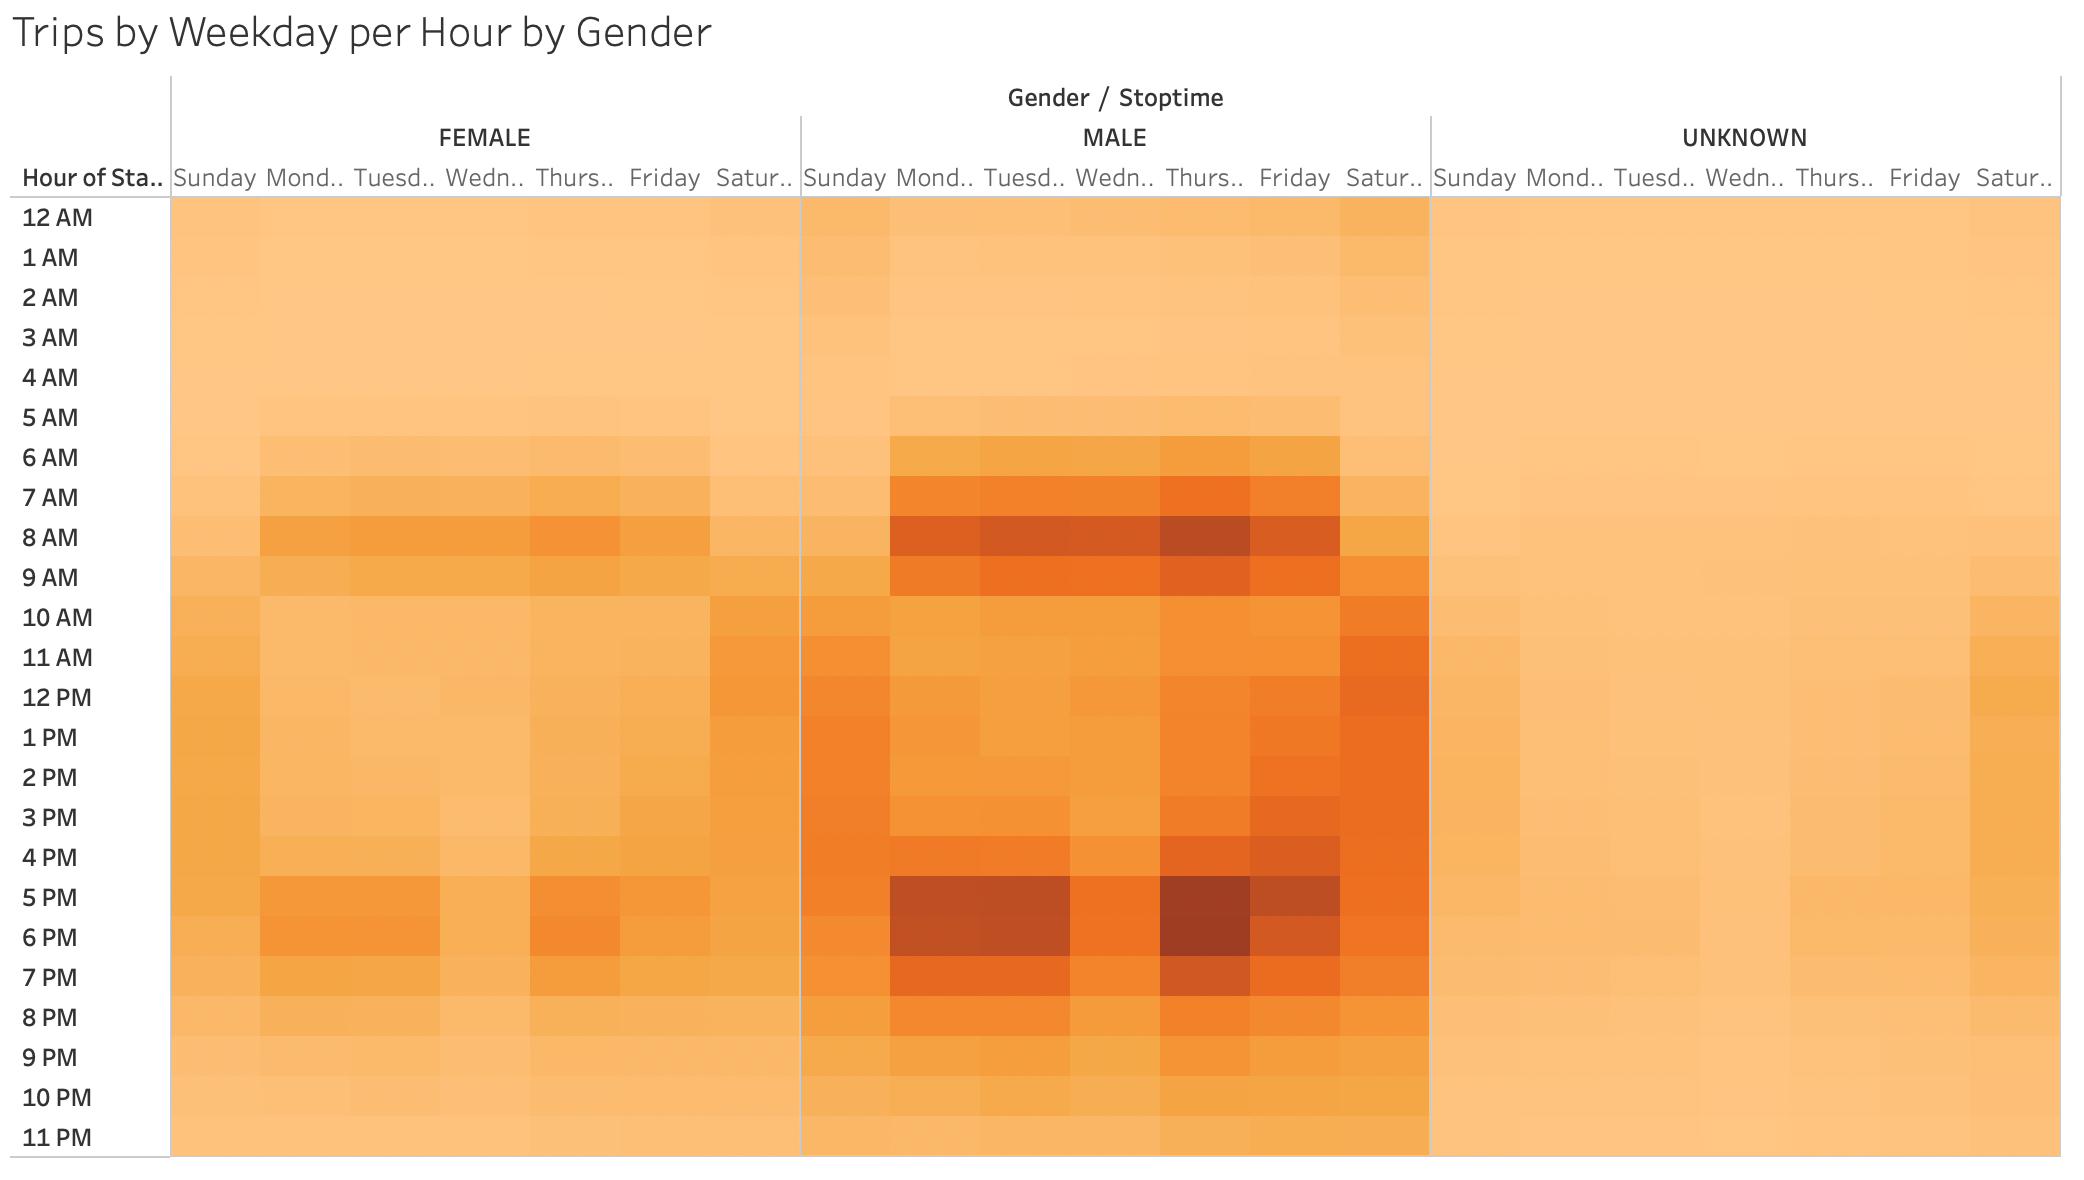 Trips by Weekday per Hour by Gender
Gender / Stoptime
FEMALE MALE UNKNOWN
Hour of Sta.. Sunday Mond.. Tuesd.. Wedn.. Thurs.. Friday Satur.. Sunday Mond.. Tuesd.. Wedn.. Thurs.. Friday Satur.. Sunday Mond.. Tuesd.. Wedn.. Thurs.. Friday Satur..
12 AM
1 AM
2 AM
3 AM
4 AM
5 AM
6 AM
7 AM
8 AM
9 AM
10 AM
11 AM
12 PM
1 PM
2 PM
3 PM
4 PM
5 PM
6 PM
7 PM
8 PM
9 PM
10 PM
11 PM